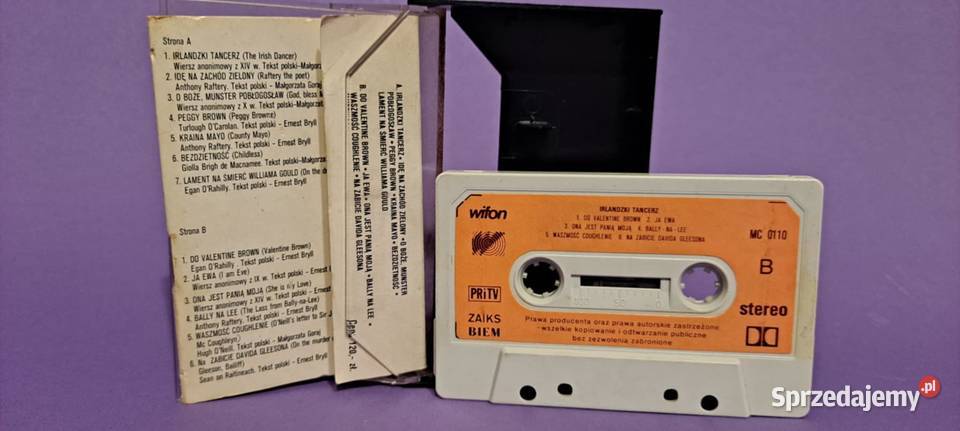 Strona A
1. IRLANDZKI TANCERZ (The Irish Dancer)
Wiersz anonimowy z XIV w. Tekst polski-Małgorza
2. IDĘ NA ZACHÓD ZIELONY (Raftery the poet)
Anthony Raftery. Tekst polski - Małgorzata Goraj
3. O BOŻE, MUNSTER POBŁOGOSŁAW (God, bless
Wiersz anonimowy z X w. Tekst polski-Małgorzat
4. PEGGY BROWN (Peggy Browne)
Turlough O'Carolan. Tekst polski - Ernest Bryll
5. KRAINA MAYO (County Mayo)
Anthony Raftery. Tekst polski - Ernest Bryll
6. BEZDZIETNOŚĆ (Childless)
Giolla Brigh de Macnamee. Tekst polski-Małgorz
7. LAMENT NA ŚMIERĆ WILLIAMA GOULD (On the d
Egan O'Rahilly. Tekst polski - Ernest Bryll
Strona B
1. DO VALENTINE BROWN (Valentine Brown)
Egan O'Rahilly. Tekst polski - Ernest Bryll
2. JA EWA (I am Eve)
Wiersz anonimowy z IX w. Tekst polski - Ernest
3. ONA JEST PANIĄ MOJĄ (She is my Love)
Wiersz anonimowy z XIV w. Tekst polski - Ernest
4. BALLY NA LEE (The Lass from Bally-na-Lee)
Anthony Raftery. Tekst polski - Ernest Bryll
5. WASZMOŚĆ COUGHLENIE (O'Neill's letter to Sir J
Mc Coughleyn)
Hugh O'Neill. Tekst polski - Małgorzata Goraj
6. Na ZABICIE DAVIDA GLEESONA (On the murder
Gleeson, Bailiff)
Sean on Raitineach. Tekst polski - Ernest Bryll
A. IRLANDZKI TANCERZ • IDĘ NA ZACHÓD ZIELONY • O BOŻE, MUNSTER
POBŁOGOSŁAW • PEGGY BROWN • KRAINA MAYO • BEZDZIETNOŚĆ •
LAMENT NA ŚMIERĆ WILLIAMA GOULD
B. DO VALENTINE BROWN • JA EWA • ONA JEST PANIĄ MOJĄ • BALLY NA LEE •
WASZMOŚĆ COUGHLENIE • NA ZABICIE DAVIDA GLEESONA
120,- zł.
wifon
IRLANDZKI TANCERZ
1. DO VALENTINE BROWN 2. JA EWA
3. ONA JEST PANIĄ MOJĄ 4. BALLY-NA-LEE
5. WASZMOŚĆ COUGHLENIE 6. NA ZABICIE DAVIDA GLEESONA
MC 0110
B
100 50 0
PRiTV
stereo
ZAIKS
BIEM
Prawa producenta oraz prawa autorskie zastrzeżone
-wszelkie kopiowanie i odtwarzanie publiczne
bez zezwolenia zabronione
Sprzedajemy.pl